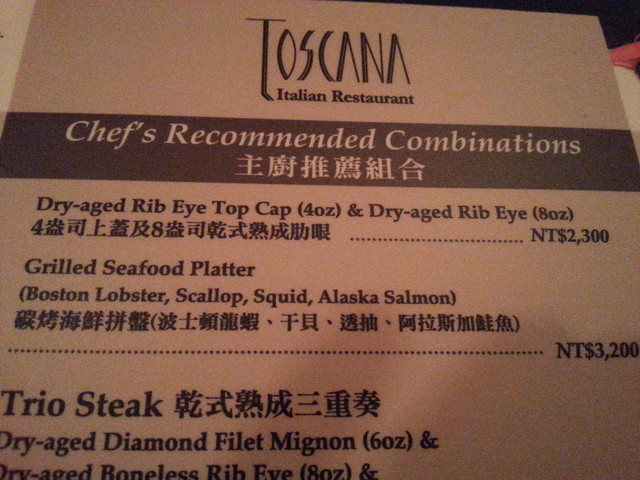 TOSCANA
Italian Restaurant
Chef's Recommended Combinations
主廚推薦組合
Dry-aged Rib Eye Top Cap (4oz) & Dry-aged Rib Eye (8oz)
4盎司上蓋及8盎司乾式熟成肋眼 ................................ NT$2,300
Grilled Seafood Platter
(Boston Lobster, Scallop, Squid, Alaska Salmon)
碳烤海鮮拼盤(波士頓龍蝦、干貝、透抽、阿拉斯加鮭魚)
................................ NT$3,200
Trio Steak 乾式熟成三重奏
Dry-aged Diamond Filet Mignon (6oz) &
Dry-aged Boneless Rib Eye (8oz) &